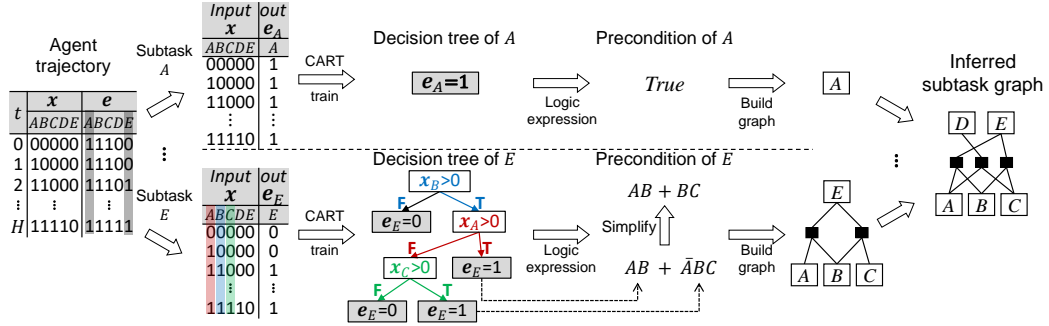 Agent
trajectory
t x e
ABCDE ABCDE
0 00000 11100
1 10000 11100
2 11000 11101
⋮ ⋮ ⋮
H 11110 11111
Subtask
A
⋮
Subtask
E
Input out
x e_A
ABCDE A
00000 1
10000 1
11000 1
⋮ ⋮
11110 1
CART
train
Decision tree of A
e_A=1
Logic
expression
Precondition of A
True
Build
graph
A
Input out
x e_E
ABCDE E
00000 0
10000 0
11000 1
⋮ ⋮
11110 1
CART
train
Decision tree of E
x_B>0
F T
e_E=0 x_A>0
F T
x_C>0 e_E=1
F T
e_E=0 e_E=1
Logic
expression
Precondition of E
AB + BC
Simplify
AB + ĀBC
Build
graph
⋮
E
A B C
Inferred
subtask graph
D E
A B C